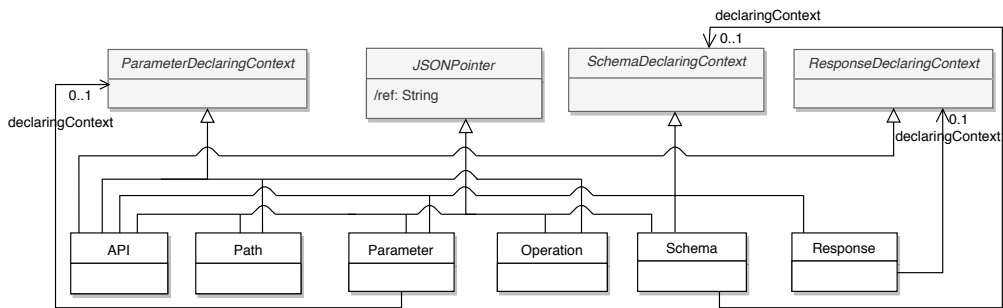 declaringContext
ParameterDeclaringContext
JSONPointer
/ref: String
SchemaDeclaringContext
0..1
ResponseDeclaringContext
0..1
declaringContext
0.1
declaringContext
API
Path
Parameter
Operation
Schema
Response